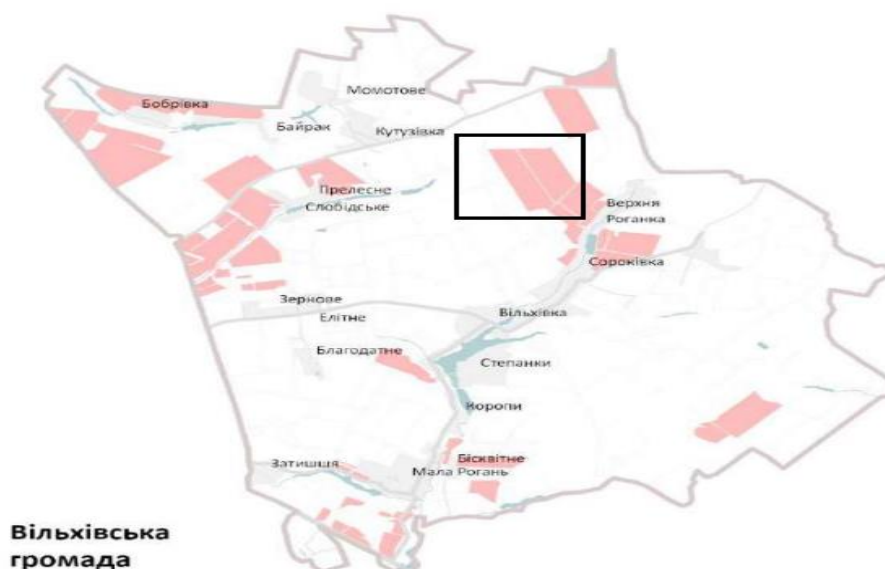 Момотове
Бобрівка
Байрак
Кутузівка
Прелесне
Слобідське
Верхня
Роганка
Сороківка
Зернове
Елітне
Вільхівка
Благодатне
Степанки
Коропи
Затишшя
Бісквітне
Мала Рогань
Вільхівська
громада